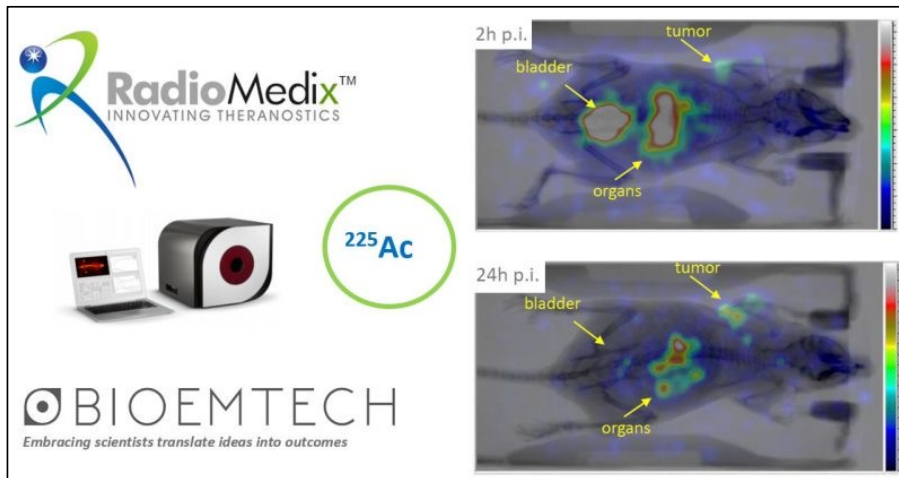 RadioMedix™
INNOVATING THERANOSTICS
²²⁵Ac
BIOEMTECH
Embracing scientists translate ideas into outcomes
2h p.i.
tumor
bladder
organs
24h p.i.
tumor
bladder
organs